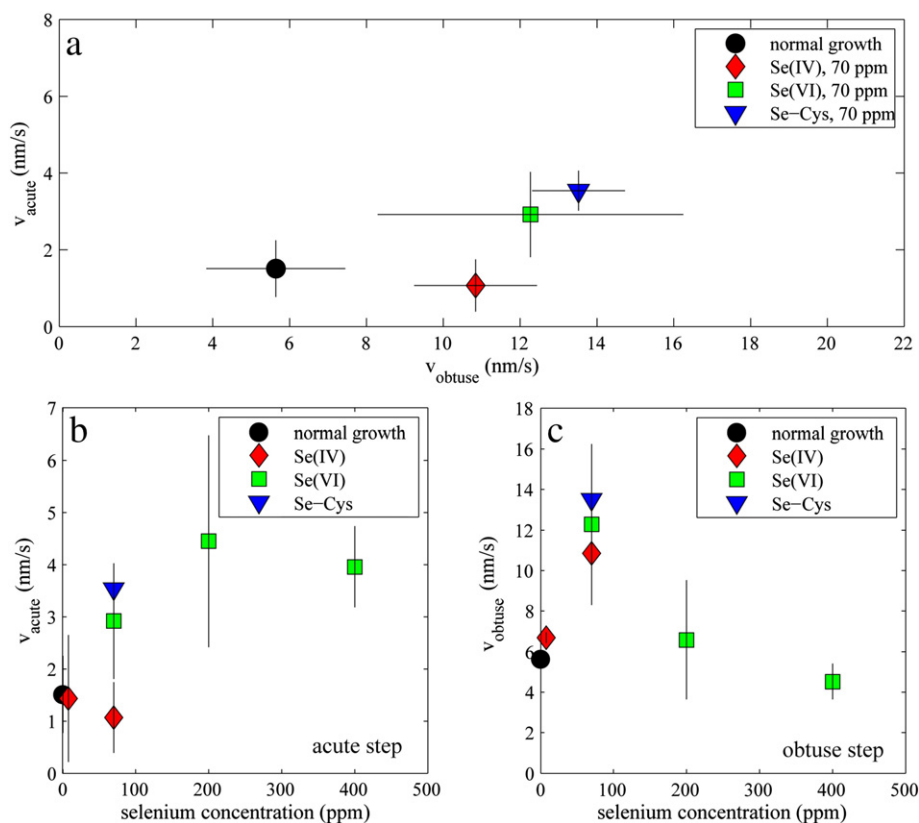 a
8
6
4
2
0
v_acute (nm/s)
normal growth
Se(IV), 70 ppm
Se(VI), 70 ppm
Se−Cys, 70 ppm
0 2 4 6 8 10 12 14 16 18 20 22
v_obtuse (nm/s)
b
7
6
5
4
3
2
1
0
v_acute (nm/s)
normal growth
Se(IV)
Se(VI)
Se−Cys
acute step
0 100 200 300 400 500
selenium concentration (ppm)
c
18
16
14
12
10
8
6
4
2
0
v_obtuse (nm/s)
normal growth
Se(IV)
Se(VI)
Se−Cys
obtuse step
0 100 200 300 400 500
selenium concentration (ppm)